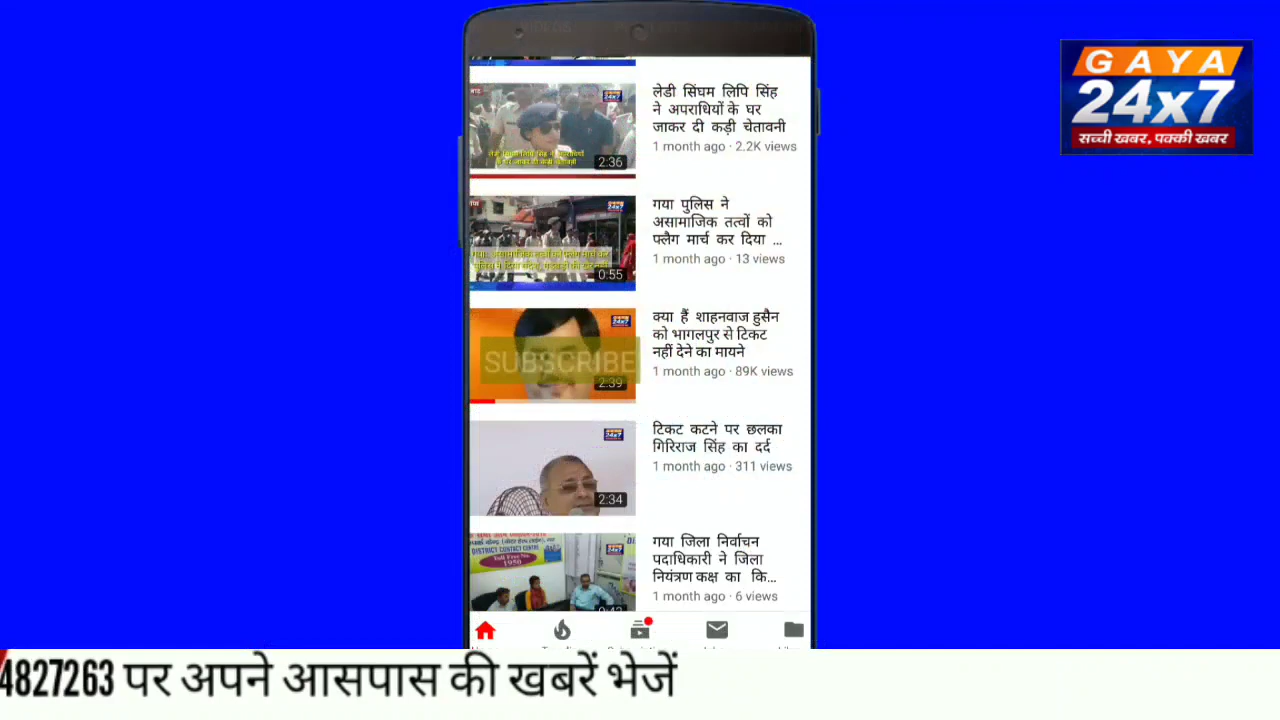 GAYA
24x7
सच्ची खबर, पक्की खबर
लेडी सिंघम लिपि सिंह
ने अपराधियों के घर
जाकर दी कड़ी चेतावनी
1 month ago · 2.2K views
2:36
गया पुलिस ने
असामाजिक तत्वों को
फ्लैग मार्च कर दिया ...
1 month ago · 13 views
0:55
क्या हैं शाहनवाज हुसैन
को भागलपुर से टिकट
नहीं देने का मायने
1 month ago · 89K views
SUBSCRIBE
2:39
टिकट कटने पर छलका
गिरिराज सिंह का दर्द
1 month ago · 311 views
2:34
गया जिला निर्वाचन
पदाधिकारी ने जिला
नियंत्रण कक्ष का कि...
1 month ago · 6 views
DISTRICT CONTACT CENTRE
Toll Free No.
1950
4827263 पर अपने आसपास की खबरें भेजें